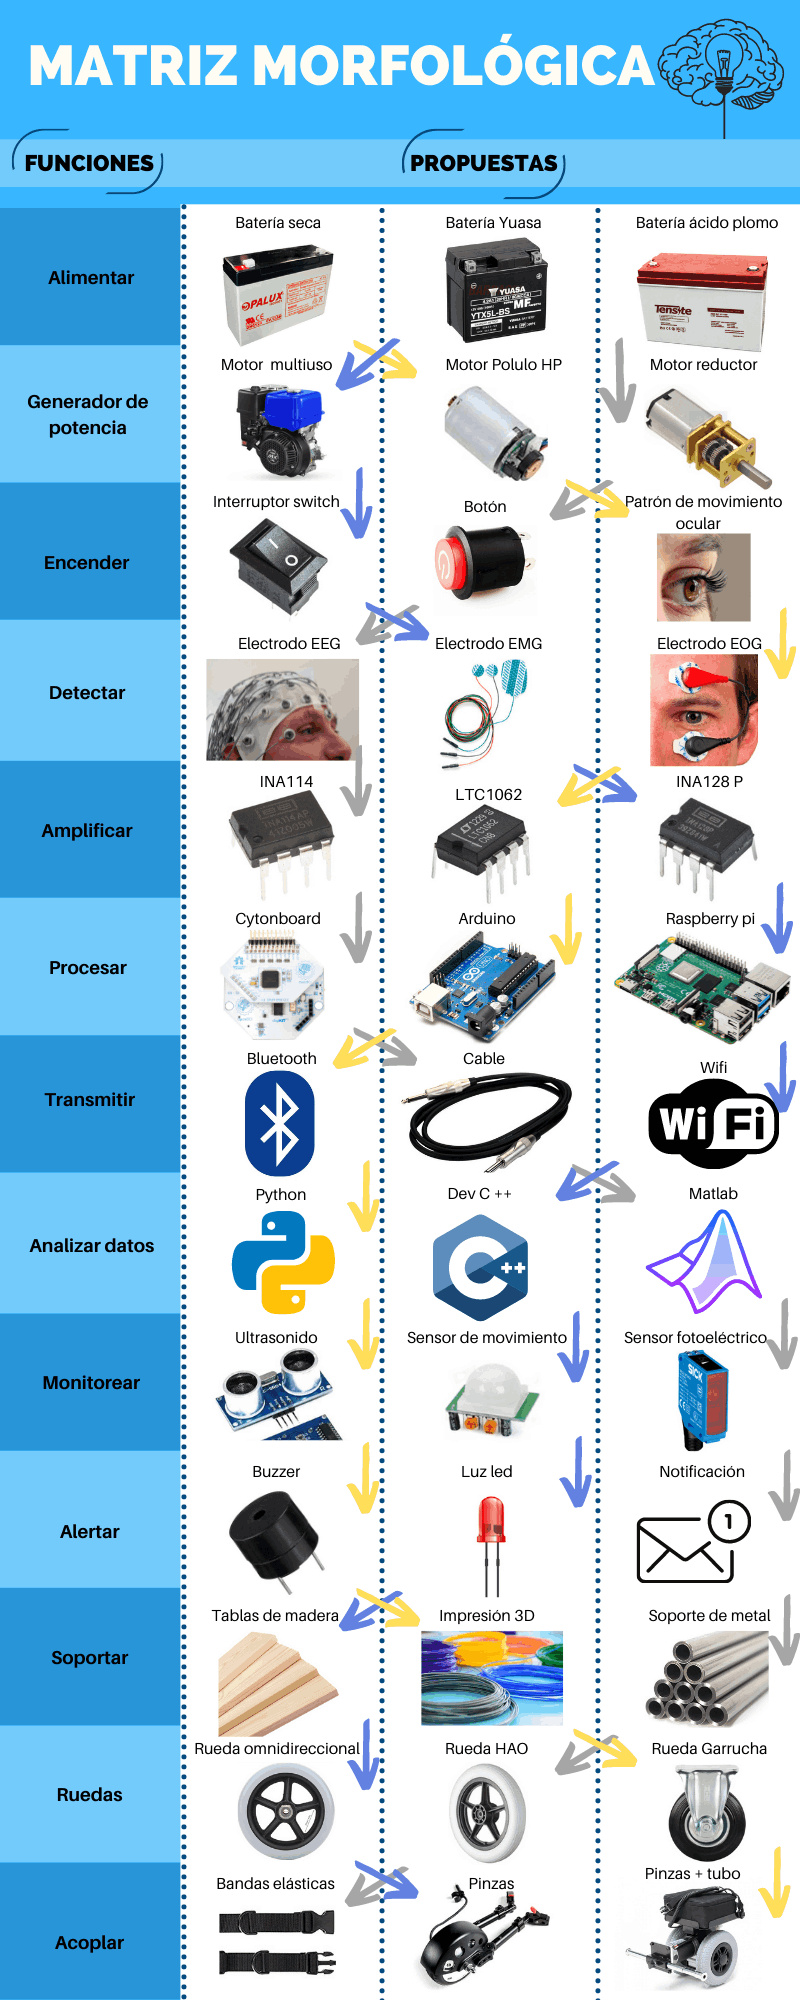 MATRIZ MORFOLÓGICA
FUNCIONES
PROPUESTAS
Alimentar
Batería seca
Batería Yuasa
Batería ácido plomo
PALUX
YUASA
MF
YTX5L-BS
Tensite
Generador de
potencia
Motor multiuso
Motor Polulo HP
Motor reductor
Encender
Interruptor switch
Botón
Patrón de movimiento
ocular
Detectar
Electrodo EEG
Electrodo EMG
Electrodo EOG
Amplificar
INA114
LTC1062
INA128 P
INA114AP
LTC1062
CN8
Procesar
Cytonboard
Arduino
Raspberry pi
Transmitir
Bluetooth
Cable
Wifi
Wi Fi
Analizar datos
Python
Dev C ++
Matlab
C++
Monitorear
Ultrasonido
Sensor de movimiento
Sensor fotoeléctrico
SICK
Alertar
Buzzer
Luz led
Notificación
1
Soportar
Tablas de madera
Impresión 3D
Soporte de metal
Ruedas
Rueda omnidireccional
Rueda HAO
Rueda Garrucha
Acoplar
Bandas elásticas
Pinzas
Pinzas + tubo